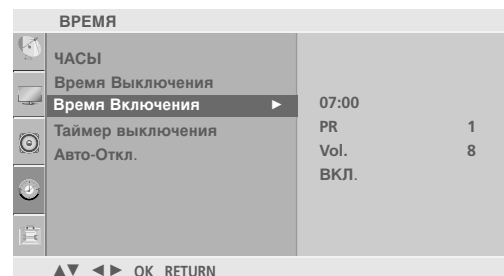 ВРЕМЯ
ЧАСЫ
Время Выключения
Время Включения ►
Таймер выключения
Авто-Откл.
07:00
PR 1
Vol. 8
ВКЛ.
▲▼ ◄► OK RETURN